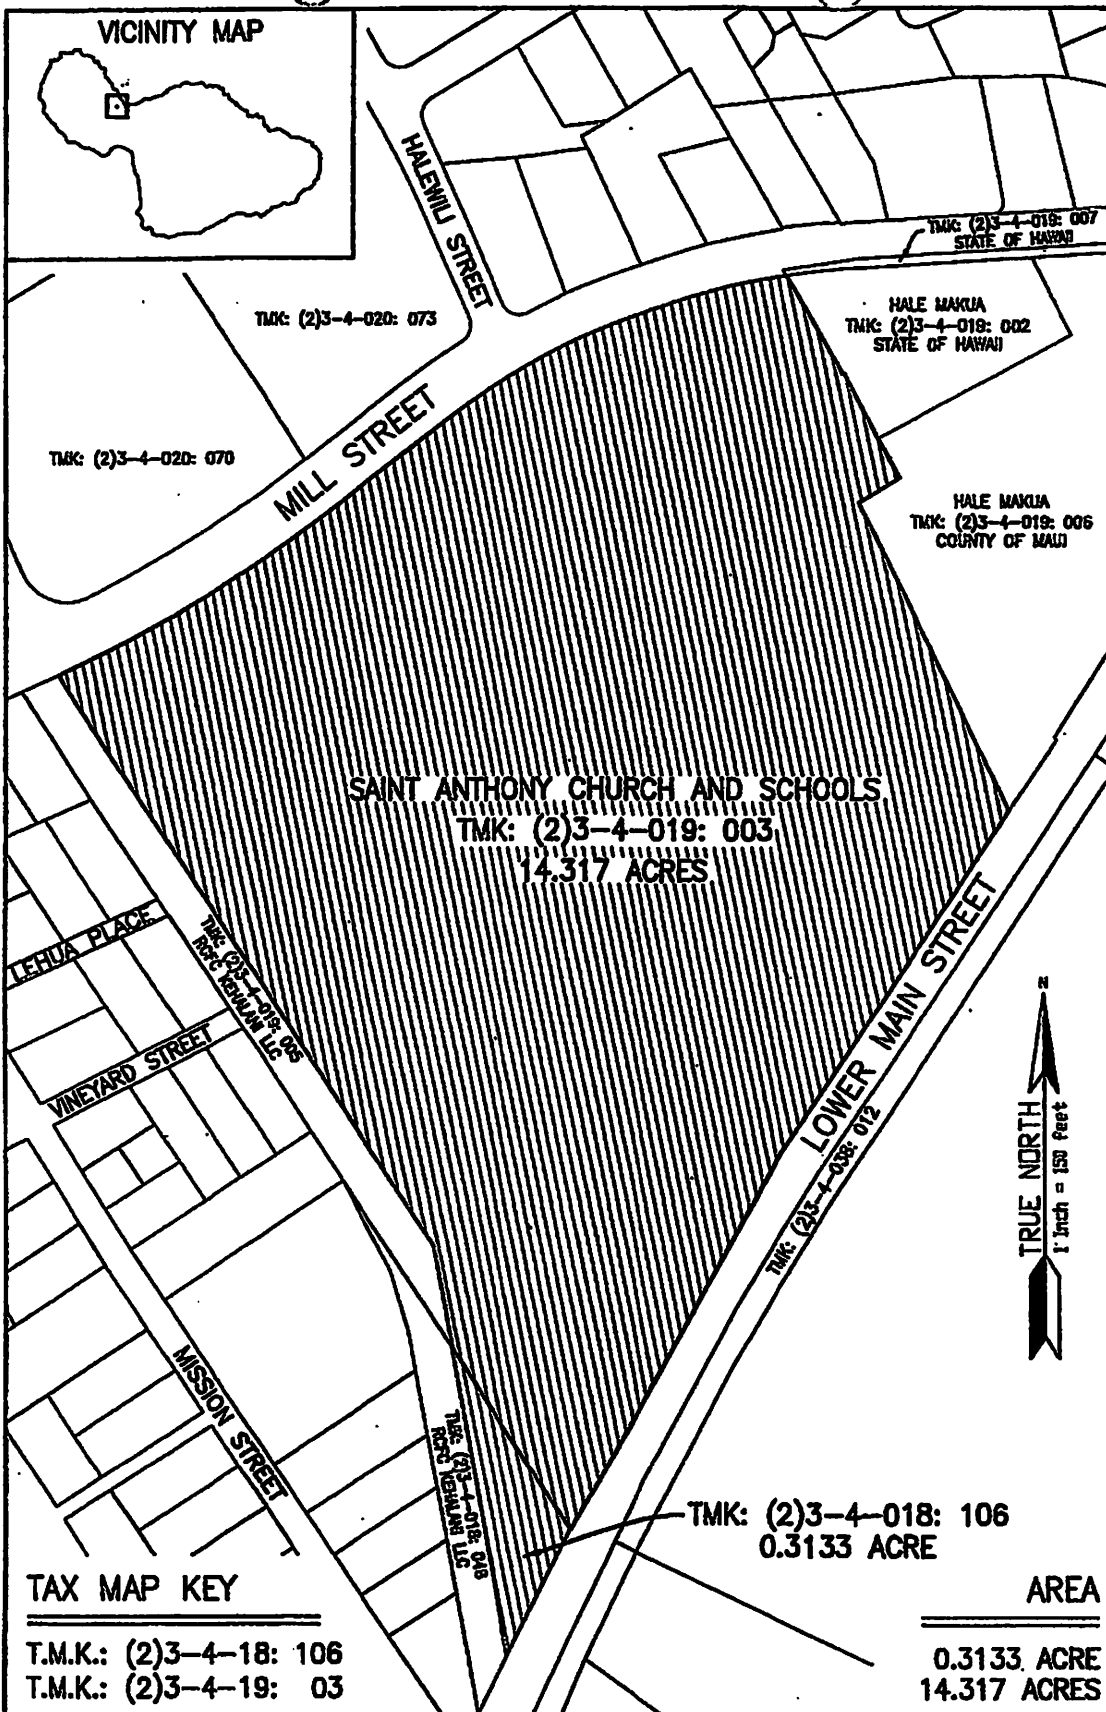 VICINITY MAP
HALEWILI STREET
TMK: (2)3-4-019: 007
STATE OF HAWAII
TMK: (2)3-4-020: 073
HALE MAKUA
TMK: (2)3-4-019: 002
STATE OF HAWAII
MILL STREET
TMK: (2)3-4-020: 070
HALE MAKUA
TMK: (2)3-4-019: 006
COUNTY OF MAUI
SAINT ANTHONY CHURCH AND SCHOOLS
TMK: (2)3-4-019: 003
14.317 ACRES
LEHUA PLACE
TMK: (2)3-4-019: 005
RCFC KEHALANI LLC
VINEYARD STREET
LOWER MAIN STREET
TMK: (2)3-4-038: 012
N
TRUE NORTH
1 Inch = 150 Feet
MISSION STREET
TMK: (2)3-4-018: 048
RCFC KEHALANI LLC
TMK: (2)3-4-018: 106
0.3133 ACRE
TAX MAP KEY
AREA
T.M.K.: (2)3-4-18: 106
0.3133 ACRE
T.M.K.: (2)3-4-19: 03
14.317 ACRES